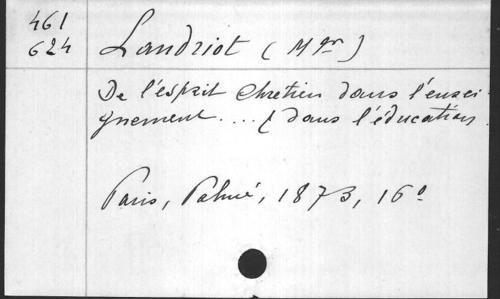 461
624
Landriot (Mgr)
De l'esprit Chrétien dans l'ensei
gnement.... & dans l'éducation
Paris, Palmé, 1873, 16°